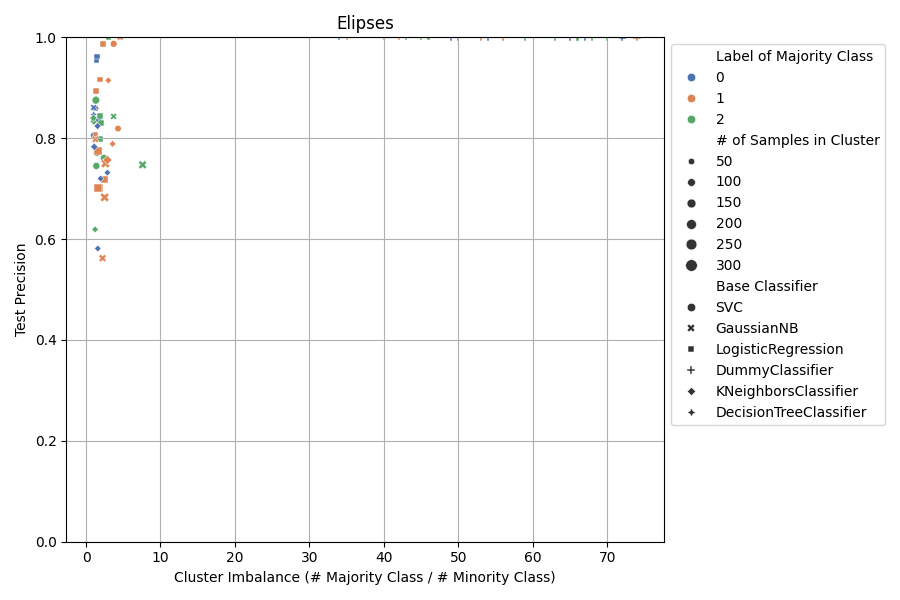 Elipses
1.0
0.8
0.6
0.4
0.2
0.0
Test Precision
0 10 20 30 40 50 60 70
Cluster Imbalance (# Majority Class / # Minority Class)
Label of Majority Class
0
1
2
# of Samples in Cluster
50
100
150
200
250
300
Base Classifier
SVC
GaussianNB
LogisticRegression
DummyClassifier
KNeighborsClassifier
DecisionTreeClassifier